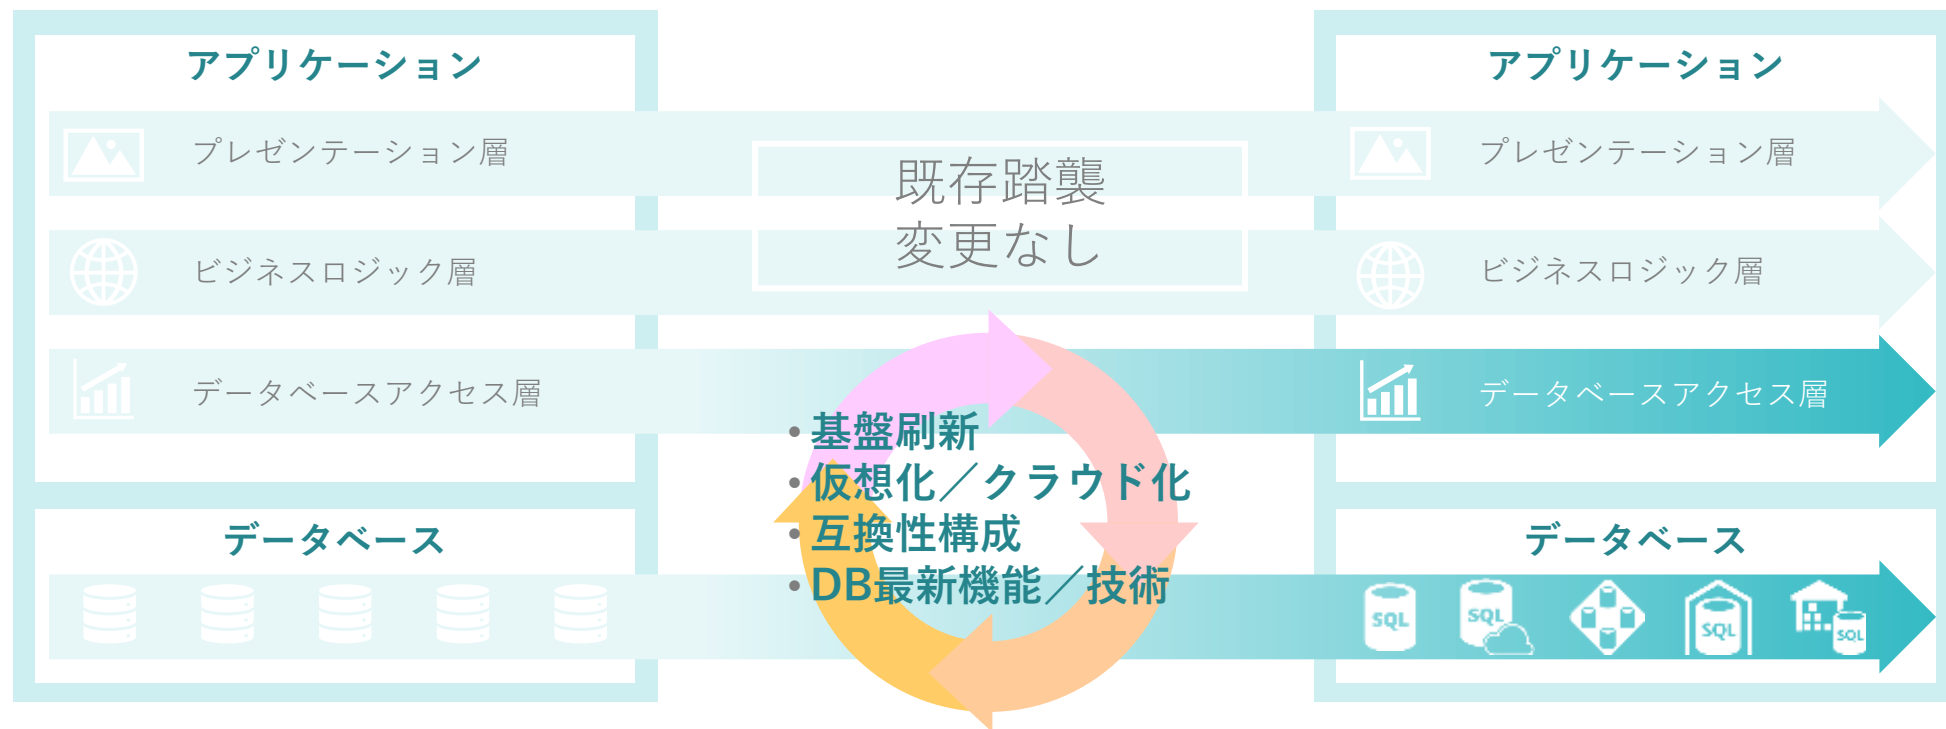 アプリケーション
プレゼンテーション層
ビジネスロジック層
データベースアクセス層
データベース
既存踏襲
変更なし
• 基盤刷新
• 仮想化／クラウド化
• 互換性構成
• DB最新機能／技術
アプリケーション
プレゼンテーション層
ビジネスロジック層
データベースアクセス層
データベース
SQL
SQL
SQL
SQL